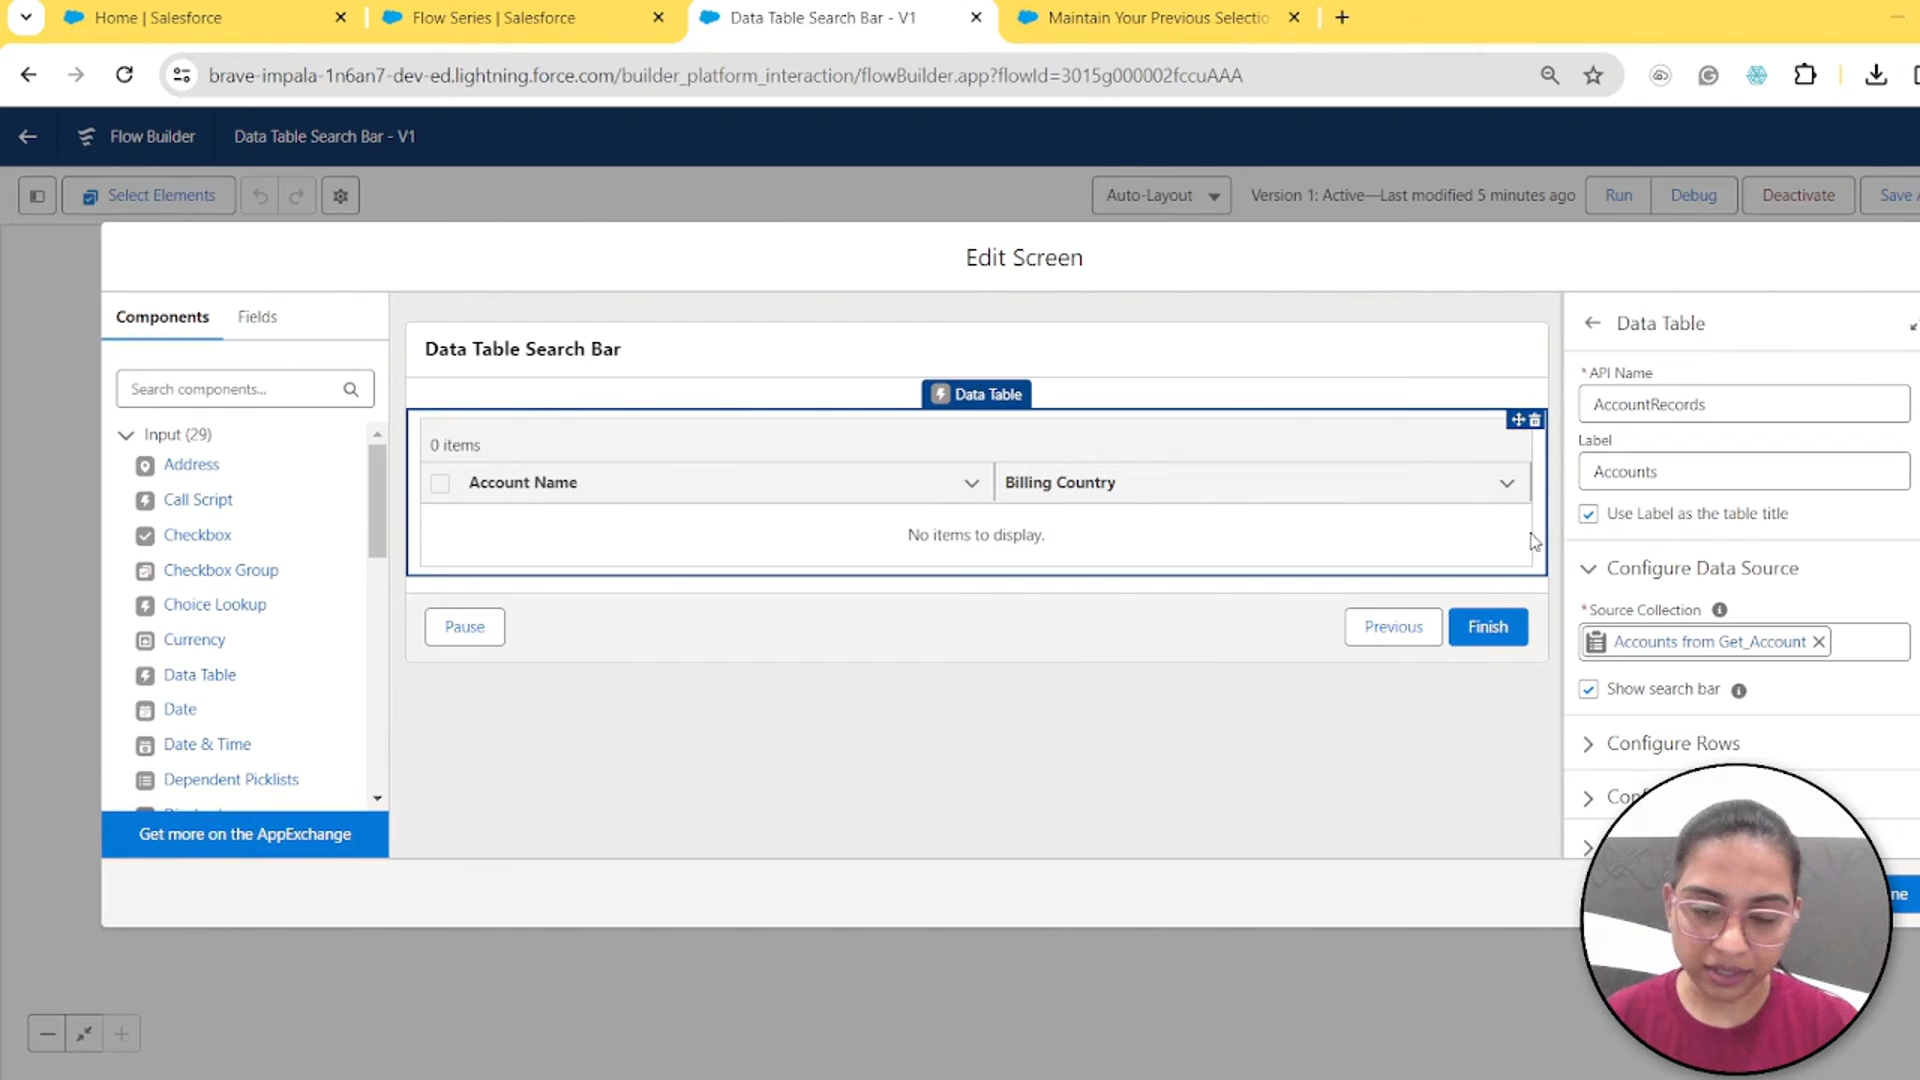 Home | Salesforce
Flow Series | Salesforce
Data Table Search Bar - V1
Maintain Your Previous Selectio
brave-impala-1n6an7-dev-ed.lightning.force.com/builder_platform_interaction/flowBuilder.app?flowId=3015g000002fccuAAA
Flow Builder
Data Table Search Bar - V1
Select Elements
Auto-Layout
Version 1: Active—Last modified 5 minutes ago
Run
Debug
Deactivate
Save
Edit Screen
Components
Fields
Search components...
Input (29)
Address
Call Script
Checkbox
Checkbox Group
Choice Lookup
Currency
Data Table
Date
Date & Time
Dependent Picklists
Get more on the AppExchange
Data Table Search Bar
Data Table
0 items
Account Name
Billing Country
No items to display.
Pause
Previous
Finish
Data Table
* API Name
AccountRecords
Label
Accounts
Use Label as the table title
Configure Data Source
* Source Collection
Accounts from Get_Account
Show search bar
Configure Rows